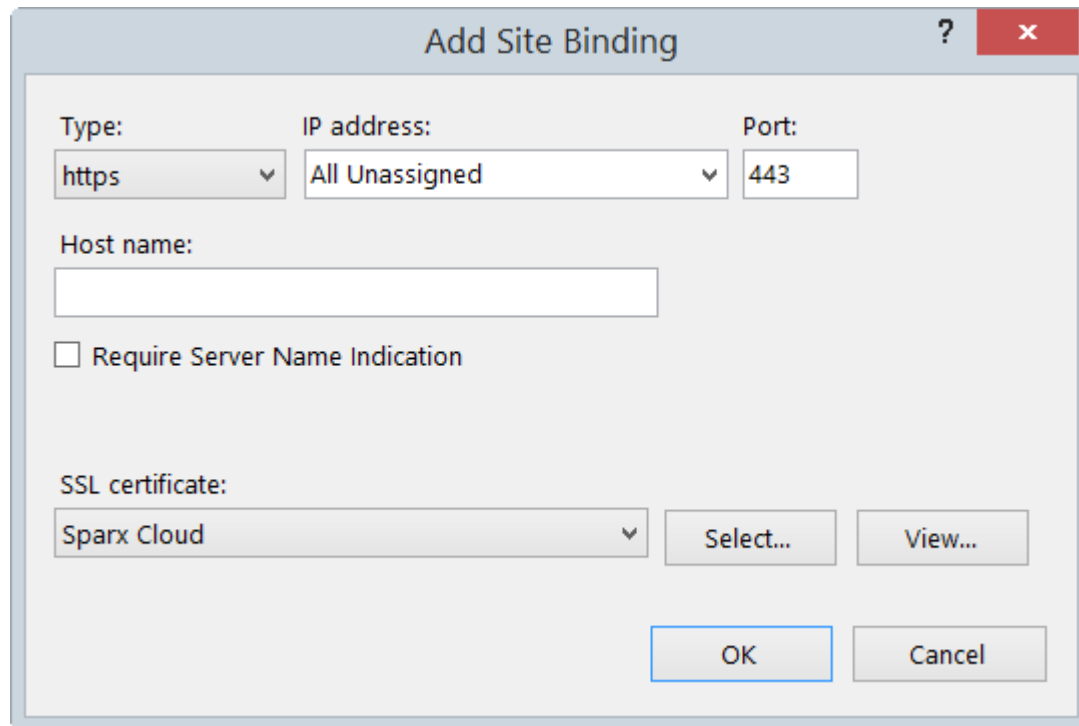 Add Site Binding
?
Type: IP address: Port:
https All Unassigned 443
Host name:
Require Server Name Indication
SSL certificate:
Sparx Cloud Select... View...
OK Cancel